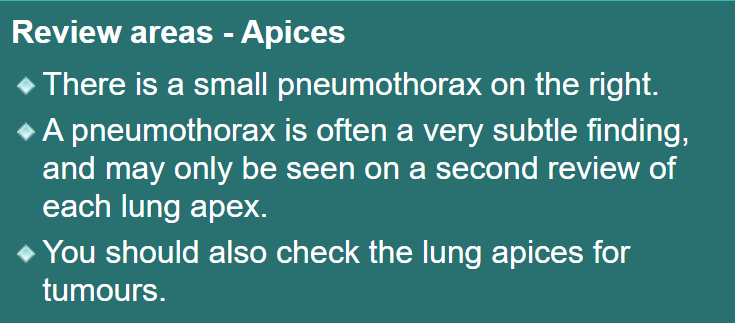 Review areas - Apices
There is a small pneumothorax on the right.
A pneumothorax is often a very subtle finding,
and may only be seen on a second review of
each lung apex.
You should also check the lung apices for
tumours.